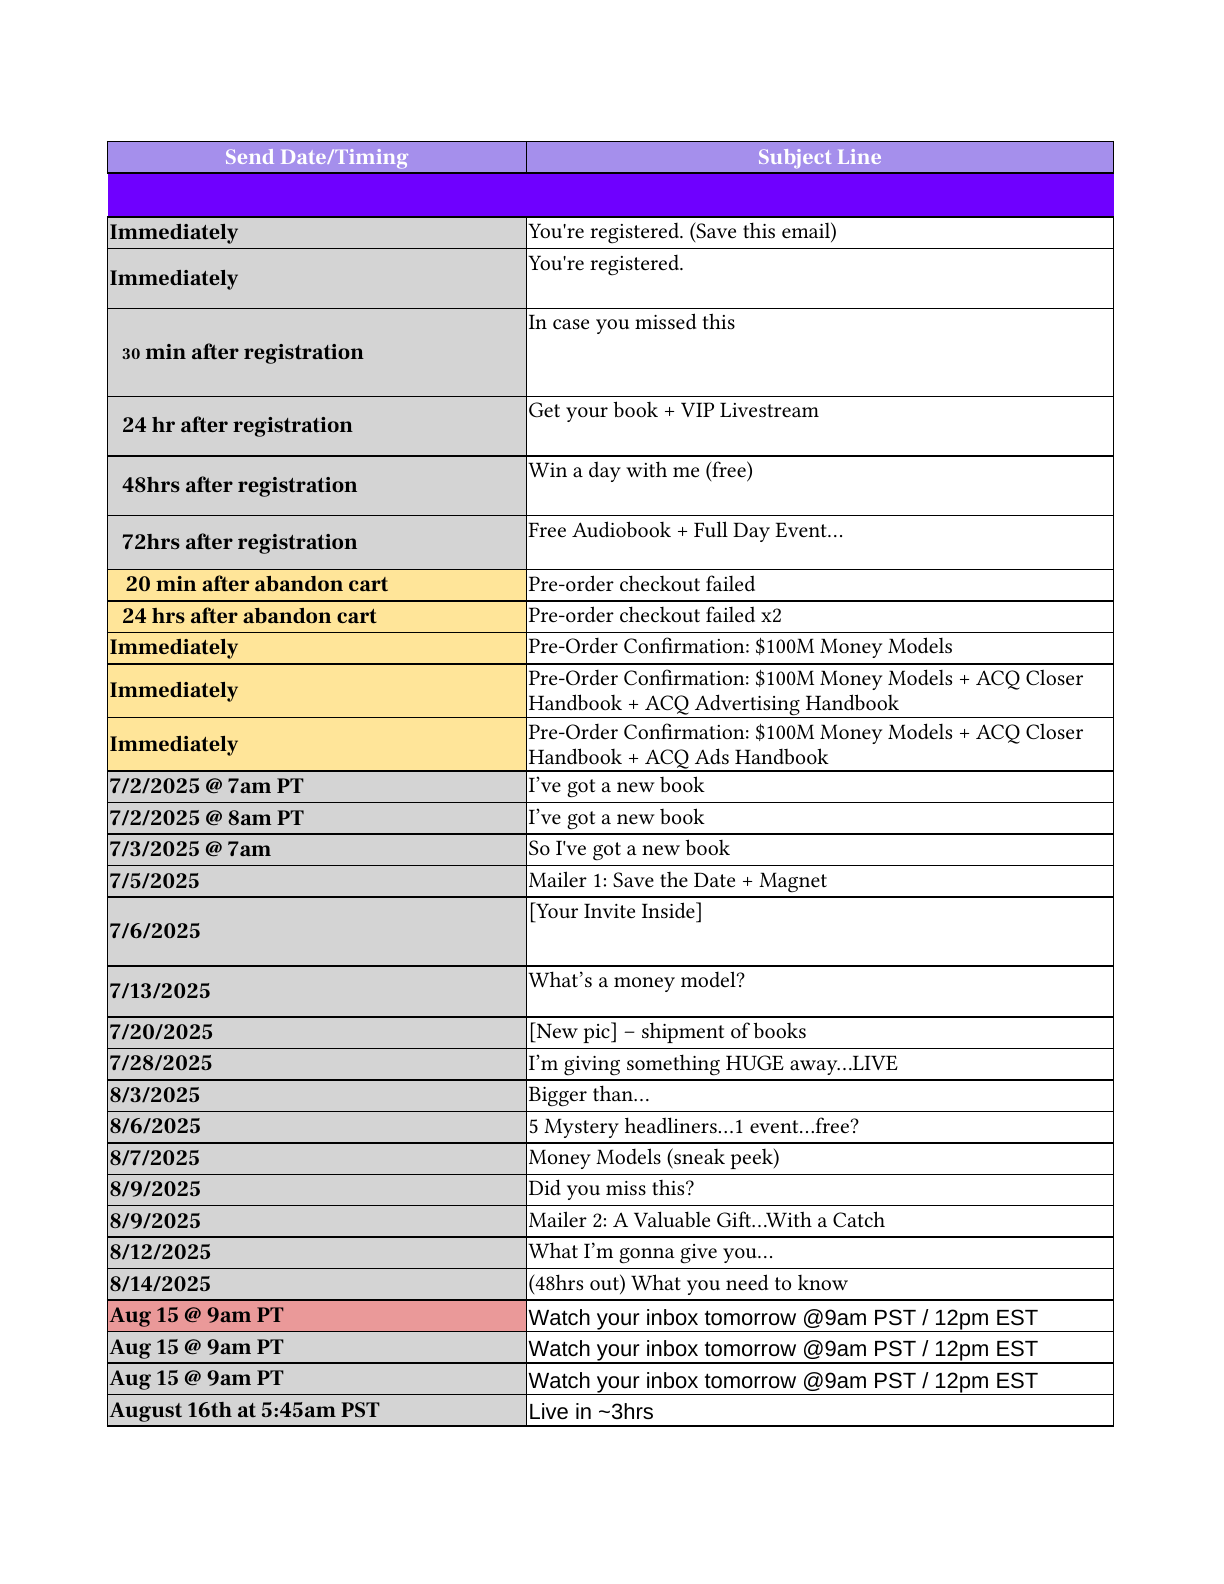 Send Date/Timing Subject Line
Immediately You're registered. (Save this email)
Immediately You're registered.
30 min after registration In case you missed this
24 hr after registration Get your book + VIP Livestream
48hrs after registration Win a day with me (free)
72hrs after registration Free Audiobook + Full Day Event…
20 min after abandon cart Pre-order checkout failed
24 hrs after abandon cart Pre-order checkout failed x2
Immediately Pre-Order Confirmation: $100M Money Models
Immediately Pre-Order Confirmation: $100M Money Models + ACQ Closer
Handbook + ACQ Advertising Handbook
Immediately Pre-Order Confirmation: $100M Money Models + ACQ Closer
Handbook + ACQ Ads Handbook
7/2/2025 @ 7am PT I’ve got a new book
7/2/2025 @ 8am PT I’ve got a new book
7/3/2025 @ 7am So I've got a new book
7/5/2025 Mailer 1: Save the Date + Magnet
7/6/2025 [Your Invite Inside]
7/13/2025 What’s a money model?
7/20/2025 [New pic] – shipment of books
7/28/2025 I’m giving something HUGE away…LIVE
8/3/2025 Bigger than…
8/6/2025 5 Mystery headliners…1 event…free?
8/7/2025 Money Models (sneak peek)
8/9/2025 Did you miss this?
8/9/2025 Mailer 2: A Valuable Gift…With a Catch
8/12/2025 What I’m gonna give you…
8/14/2025 (48hrs out) What you need to know
Aug 15 @ 9am PT Watch your inbox tomorrow @9am PST / 12pm EST
Aug 15 @ 9am PT Watch your inbox tomorrow @9am PST / 12pm EST
Aug 15 @ 9am PT Watch your inbox tomorrow @9am PST / 12pm EST
August 16th at 5:45am PST Live in ~3hrs